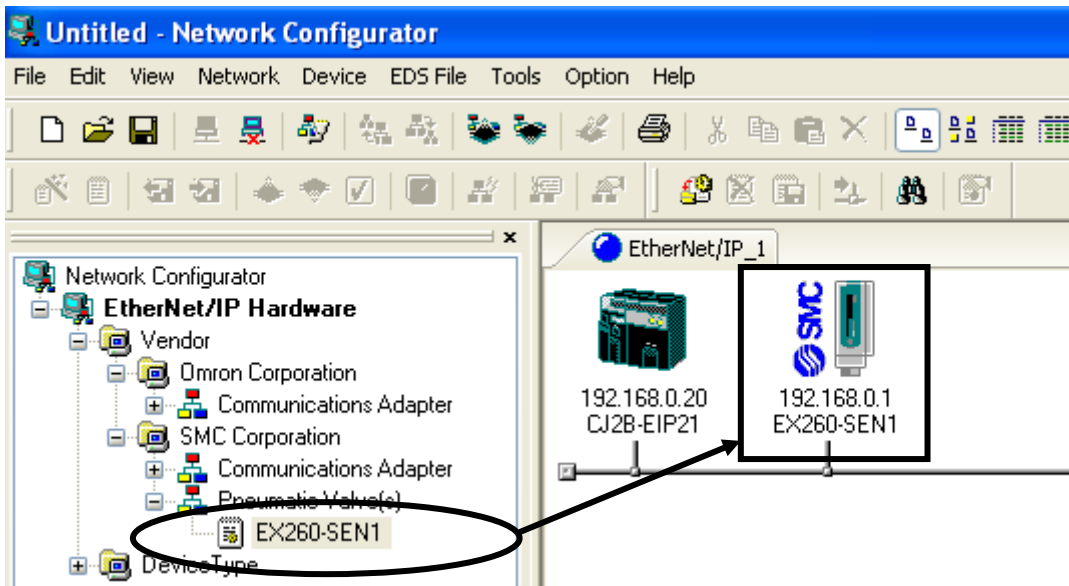 Untitled - Network Configurator
File Edit View Network Device EDS File Tools Option Help
EtherNet/IP_1
Network Configurator
EtherNet/IP Hardware
Vendor
Omron Corporation
Communications Adapter
SMC Corporation
Communications Adapter
Pneumatic Valve(s)
EX260-SEN1
DeviceType
SMC
192.168.0.20
CJ2B-EIP21
192.168.0.1
EX260-SEN1